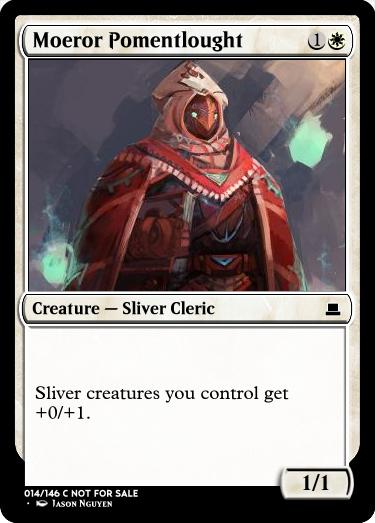 Moeror Pomentlought 1
Creature — Sliver Cleric
Sliver creatures you control get
+0/+1.
1/1
014/146 C NOT FOR SALE
· Jason Nguyen